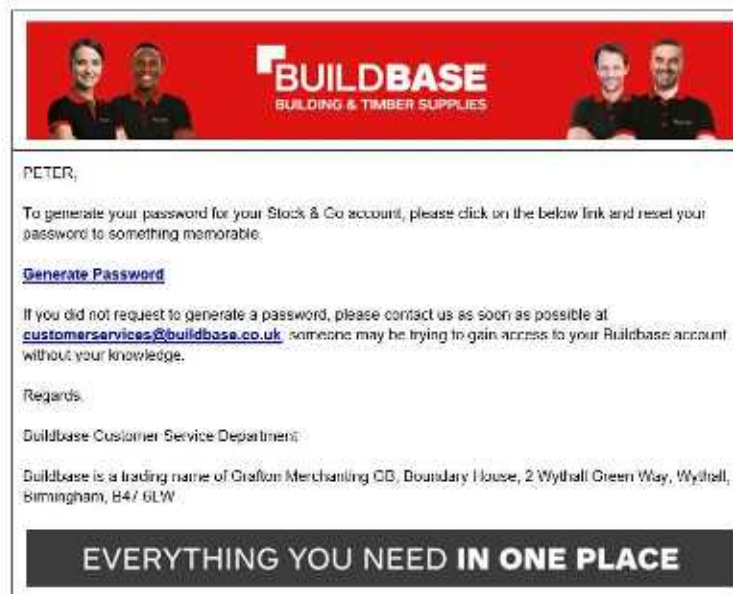 BUILDBASE
BUILDING & TIMBER SUPPLIES
PETER,
To generate your password for your Stock & Go account, please click on the below link and reset your
password to something memorable.
Generate Password
If you did not request to generate a password, please contact us as soon as possible at
customerservices@buildbase.co.uk someone may be trying to gain access to your Buildbase account
without your knowledge.
Regards,
Buildbase Customer Service Department
Buildbase is a trading name of Grafton Merchanting GB, Boundary House, 2 Wythall Green Way, Wythall,
Birmingham, B47 6LW
EVERYTHING YOU NEED IN ONE PLACE